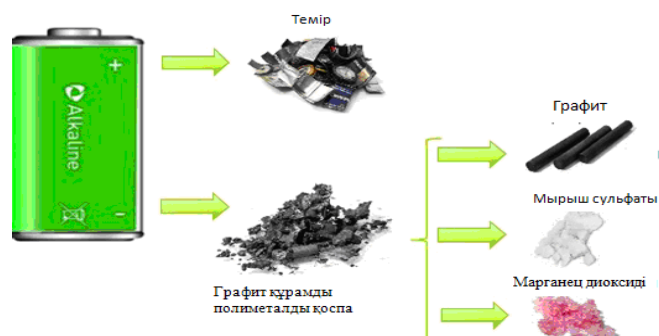 Темір
+
Alkaline
-
Графит
Мырыш сульфаты
Графит құрамды
полиметалды қоспа
Марганец диоксиді